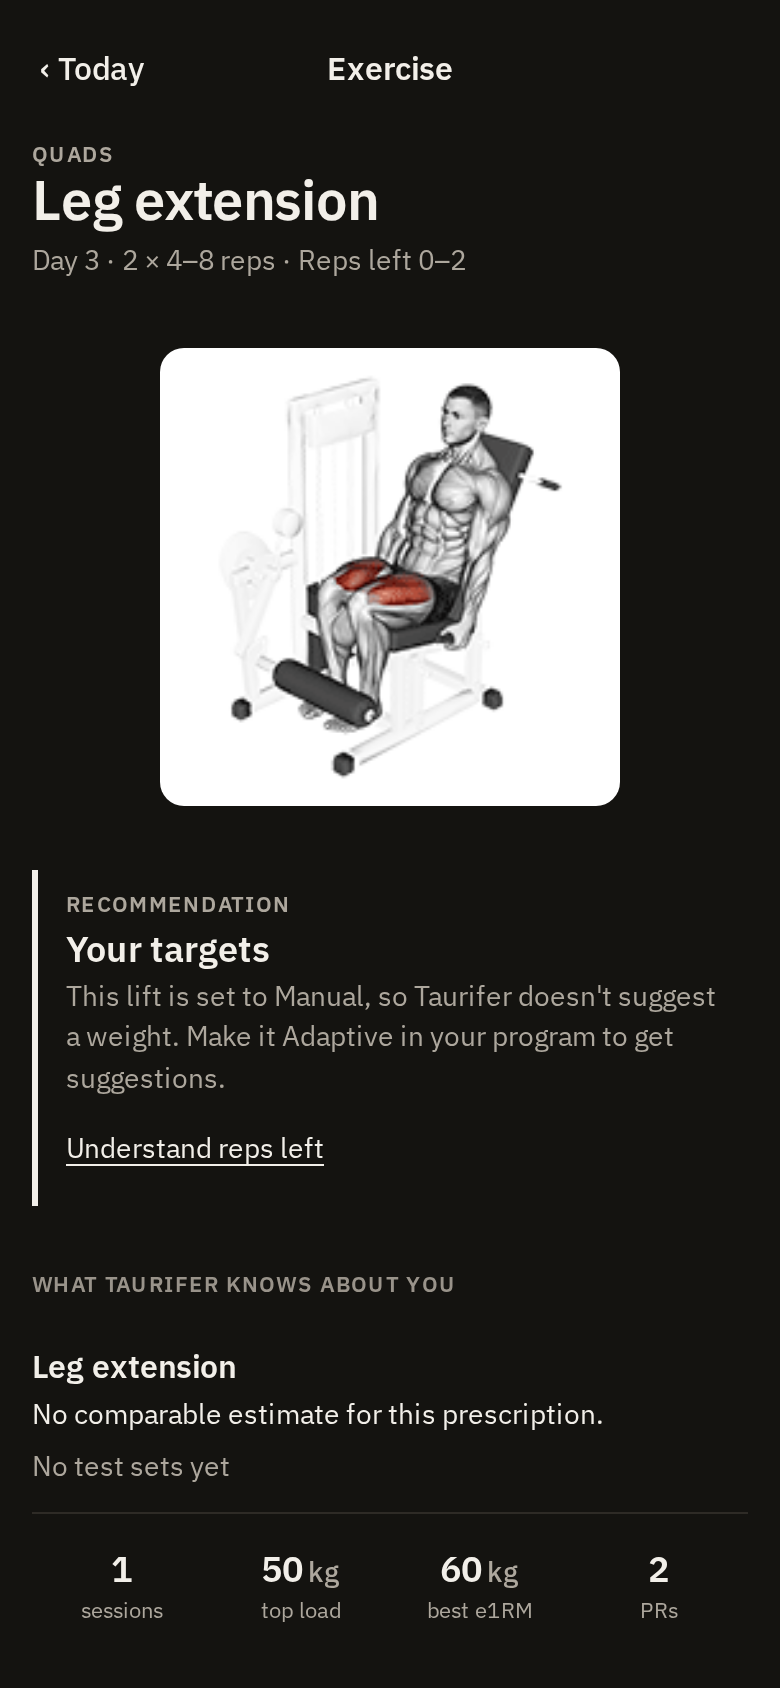 ‹ Today
Exercise
QUADS
Leg extension
Day 3 · 2 × 4–8 reps · Reps left 0–2
RECOMMENDATION
Your targets
This lift is set to Manual, so Taurifer doesn't suggest
a weight. Make it Adaptive in your program to get
suggestions.
Understand reps left
WHAT TAURIFER KNOWS ABOUT YOU
Leg extension
No comparable estimate for this prescription.
No test sets yet
1 50 kg 60 kg 2
sessions top load best e1RM PRs